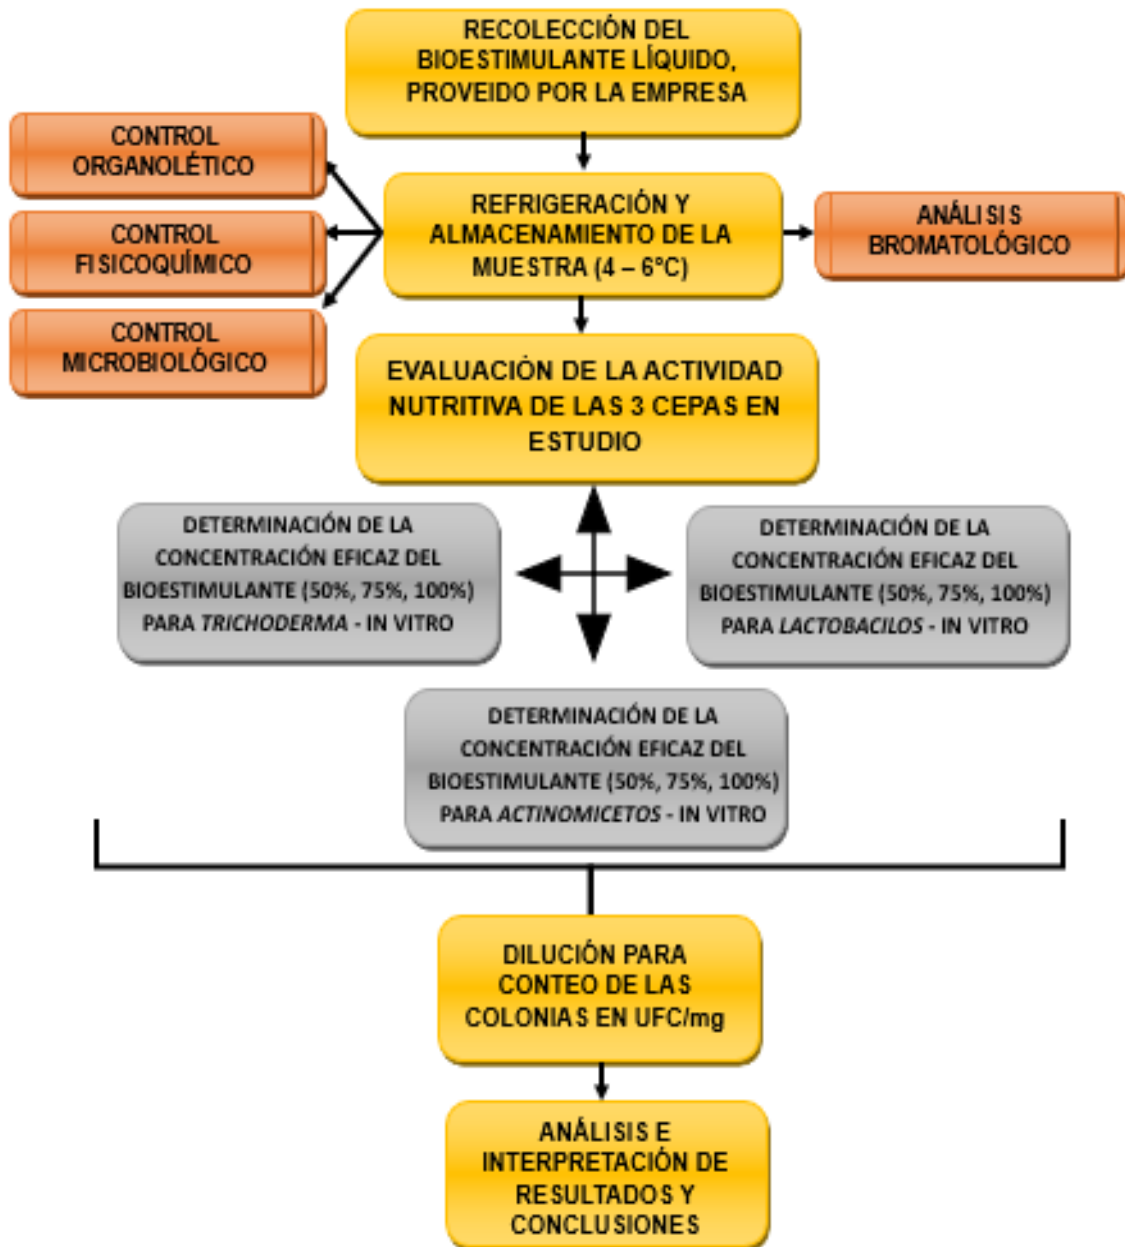 RECOLECCIÓN DEL
BIOESTIMULANTE LÍQUIDO,
PROVEIDO POR LA EMPRESA
CONTROL
ORGANOLÉTICO
CONTROL
FISICOQUÍMICO
CONTROL
MICROBIOLÓGICO
REFRIGERACIÓN Y
ALMACENAMIENTO DE LA
MUESTRA (4 – 6°C)
ANÁLISIS
BROMATOLÓGICO
EVALUACIÓN DE LA ACTIVIDAD
NUTRITIVA DE LAS 3 CEPAS EN
ESTUDIO
DETERMINACIÓN DE LA
CONCENTRACIÓN EFICAZ DEL
BIOESTIMULANTE (50%, 75%, 100%)
PARA TRICHODERMA - IN VITRO
DETERMINACIÓN DE LA
CONCENTRACIÓN EFICAZ DEL
BIOESTIMULANTE (50%, 75%, 100%)
PARA LACTOBACILOS - IN VITRO
DETERMINACIÓN DE LA
CONCENTRACIÓN EFICAZ DEL
BIOESTIMULANTE (50%, 75%, 100%)
PARA ACTINOMICETOS - IN VITRO
DILUCIÓN PARA
CONTEO DE LAS
COLONIAS EN UFC/mg
ANÁLISIS E
INTERPRETACIÓN DE
RESULTADOS Y
CONCLUSIONES